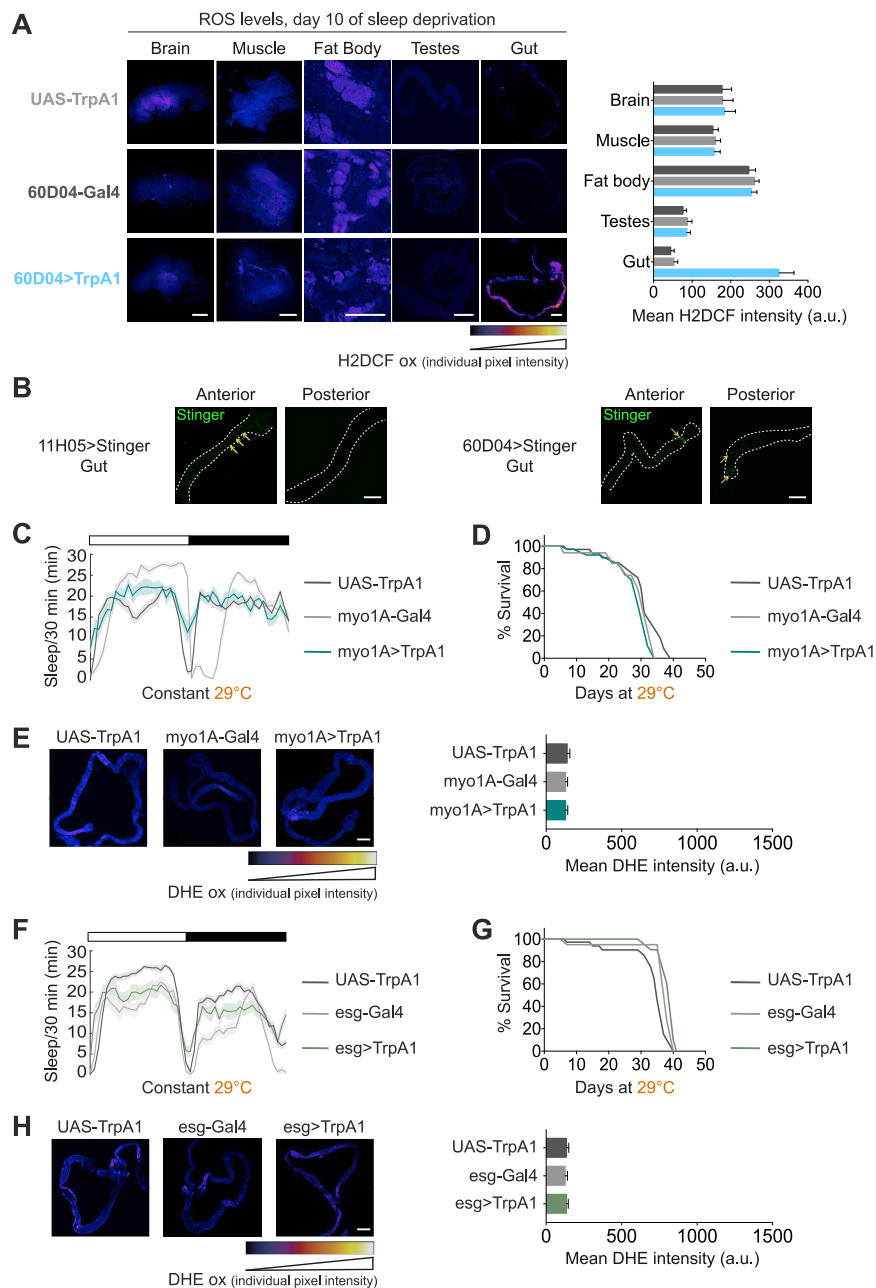 A
ROS levels, day 10 of sleep deprivation
Brain Muscle Fat Body Testes Gut
UAS-TrpA1
60D04-Gal4
60D04>TrpA1
H2DCF ox (individual pixel intensity)
Brain
Muscle
Fat body
Testes
Gut
0 100 200 300 400
Mean H2DCF intensity (a.u.)
B
Anterior Posterior
Stinger
11H05>Stinger
Gut
Anterior Posterior
Stinger
60D04>Stinger
Gut
C
Sleep/30 min (min)
30
25
20
15
10
5
0
Constant 29°C
UAS-TrpA1
myo1A-Gal4
myo1A>TrpA1
D
% Survival
100
80
60
40
20
0
0 10 20 30 40 50
Days at 29°C
UAS-TrpA1
myo1A-Gal4
myo1A>TrpA1
E
UAS-TrpA1 myo1A-Gal4 myo1A>TrpA1
DHE ox (individual pixel intensity)
UAS-TrpA1
myo1A-Gal4
myo1A>TrpA1
0 500 1000 1500
Mean DHE intensity (a.u.)
F
Sleep/30 min (min)
30
25
20
15
10
5
0
Constant 29°C
UAS-TrpA1
esg-Gal4
esg>TrpA1
G
% Survival
100
80
60
40
20
0
0 10 20 30 40 50
Days at 29°C
UAS-TrpA1
esg-Gal4
esg>TrpA1
H
UAS-TrpA1 esg-Gal4 esg>TrpA1
DHE ox (individual pixel intensity)
UAS-TrpA1
esg-Gal4
esg>TrpA1
0 500 1000 1500
Mean DHE intensity (a.u.)